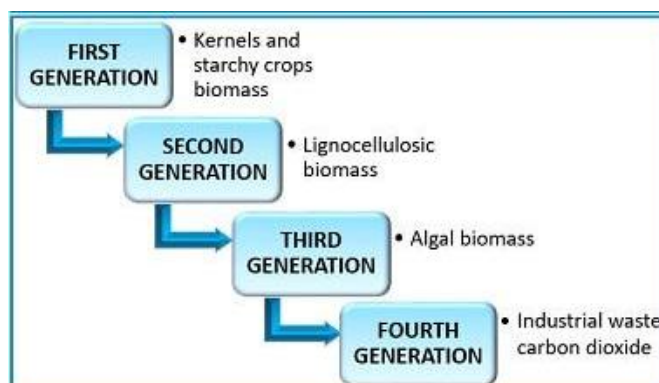 FIRST
GENERATION
• Kernels and
starchy crops
biomass
SECOND
GENERATION
• Lignocellulosic
biomass
THIRD
GENERATION
• Algal biomass
FOURTH
GENERATION
• Industrial waste
carbon dioxide